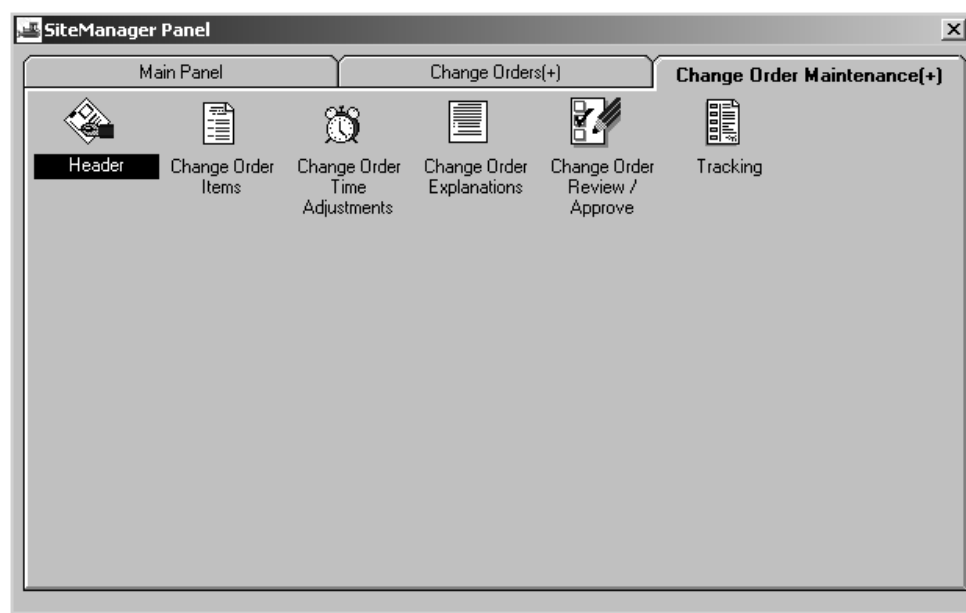 SiteManager Panel
Main Panel
Change Orders(+)
Change Order Maintenance(+)
Header
Change Order
Items
Change Order
Time
Adjustments
Change Order
Explanations
Change Order
Review /
Approve
Tracking